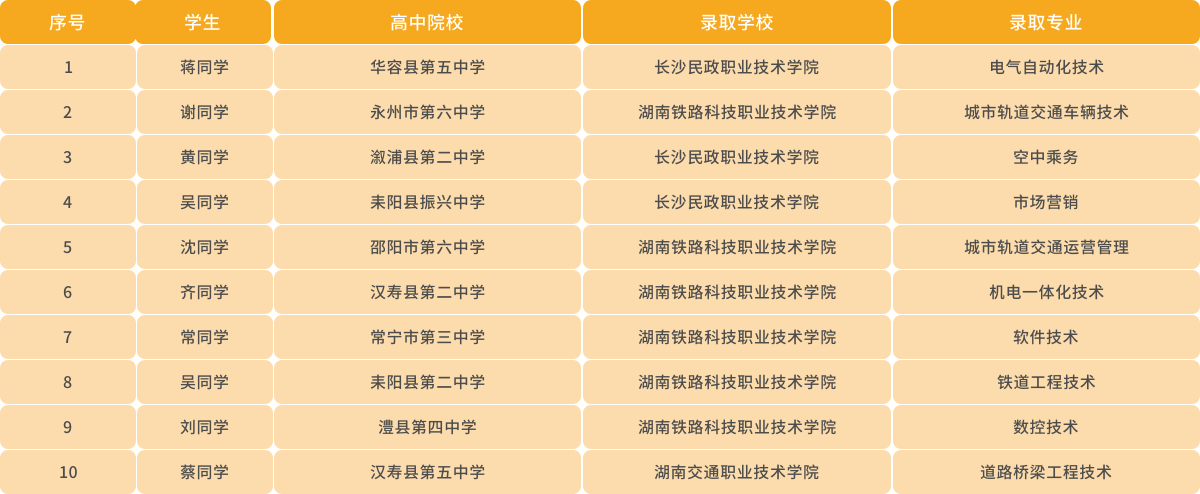 序号 学生 高中院校 录取学校 录取专业
1 蒋同学 华容县第五中学 长沙民政职业技术学院 电气自动化技术
2 谢同学 永州市第六中学 湖南铁路科技职业技术学院 城市轨道交通车辆技术
3 黄同学 溆浦县第二中学 长沙民政职业技术学院 空中乘务
4 吴同学 耒阳县振兴中学 长沙民政职业技术学院 市场营销
5 沈同学 邵阳市第六中学 湖南铁路科技职业技术学院 城市轨道交通运营管理
6 齐同学 汉寿县第二中学 湖南铁路科技职业技术学院 机电一体化技术
7 常同学 常宁市第三中学 湖南铁路科技职业技术学院 软件技术
8 吴同学 耒阳县第二中学 湖南铁路科技职业技术学院 铁道工程技术
9 刘同学 澧县第四中学 湖南铁路科技职业技术学院 数控技术
10 蔡同学 汉寿县第五中学 湖南交通职业技术学院 道路桥梁工程技术